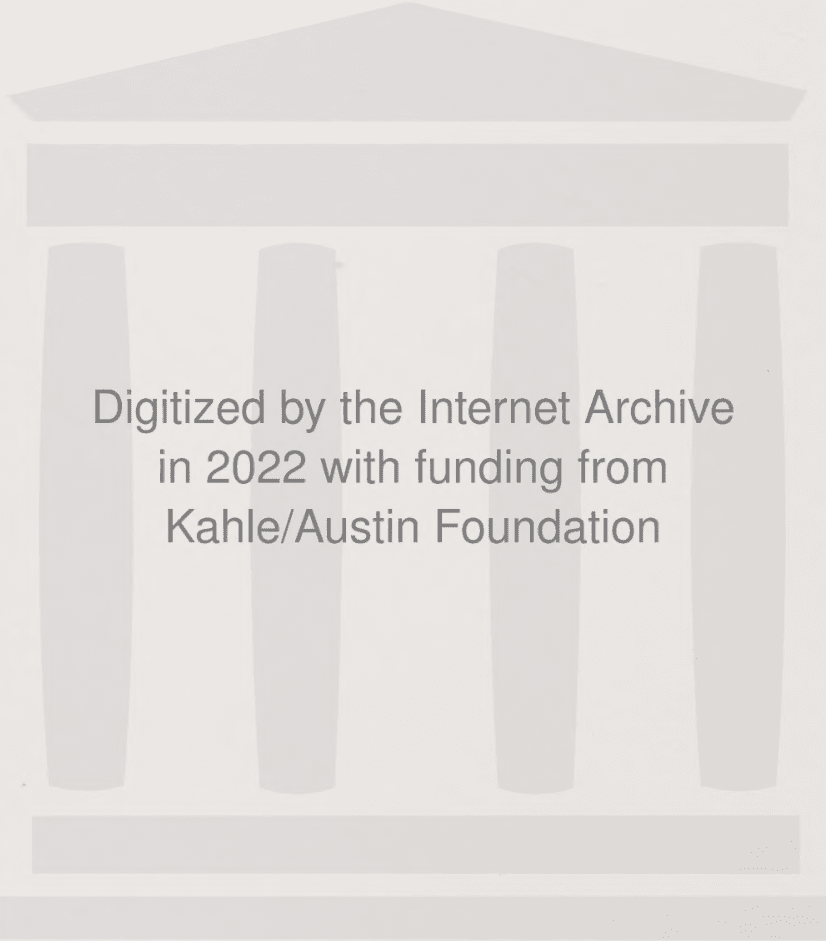 Digitized by the Internet Archive
in 2022 with funding from
Kahle/Austin Foundation